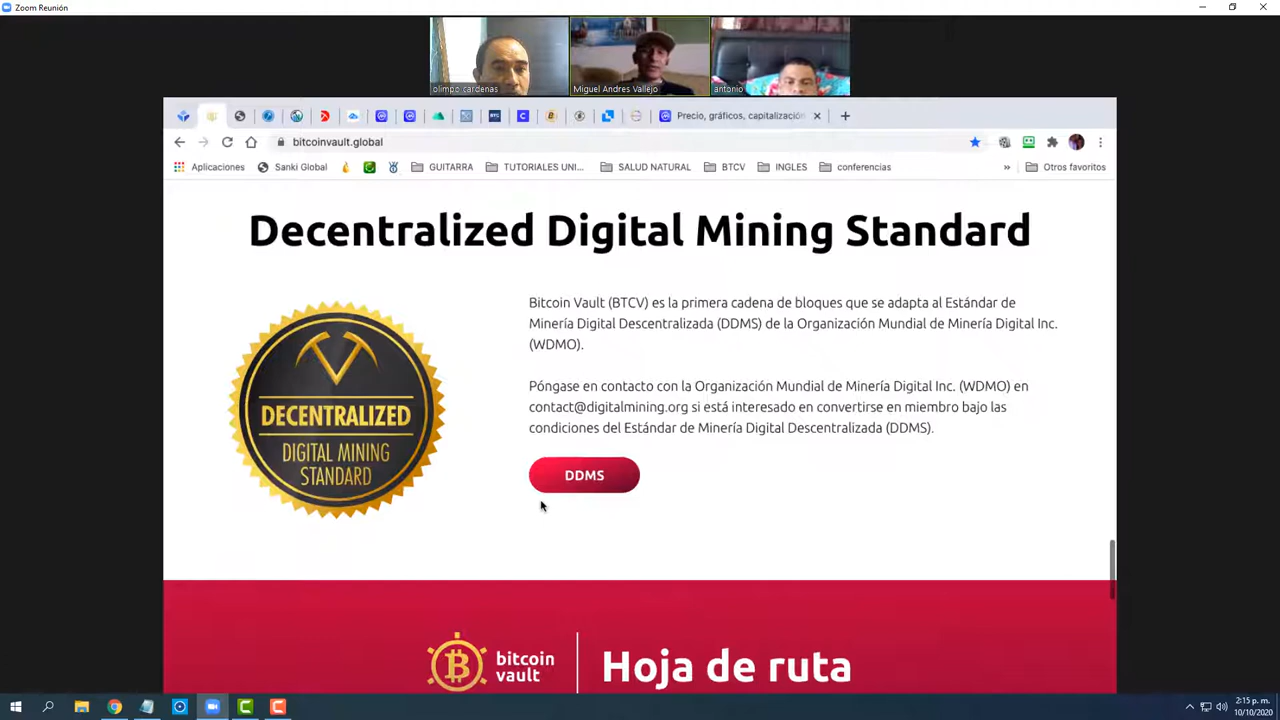 Zoom Reunión
olimpo cardenas
Miguel Andres Vallejo
antonio
Precio, gráficos, capitalización
bitcoinvault.global
Aplicaciones
Sanki Global
GUITARRA
TUTORIALES UNI...
SALUD NATURAL
BTCV
INGLES
conferencias
»
Otros favoritos
Decentralized Digital Mining Standard
DECENTRALIZED
DIGITAL MINING
STANDARD
Bitcoin Vault (BTCV) es la primera cadena de bloques que se adapta al Estándar de
Minería Digital Descentralizada (DDMS) de la Organización Mundial de Minería Digital Inc.
(WDMO).
Póngase en contacto con la Organización Mundial de Minería Digital Inc. (WDMO) en
contact@digitalmining.org si está interesado en convertirse en miembro bajo las
condiciones del Estándar de Minería Digital Descentralizada (DDMS).
DDMS
bitcoin
vault
Hoja de ruta
2:15 p. m.
10/10/2020